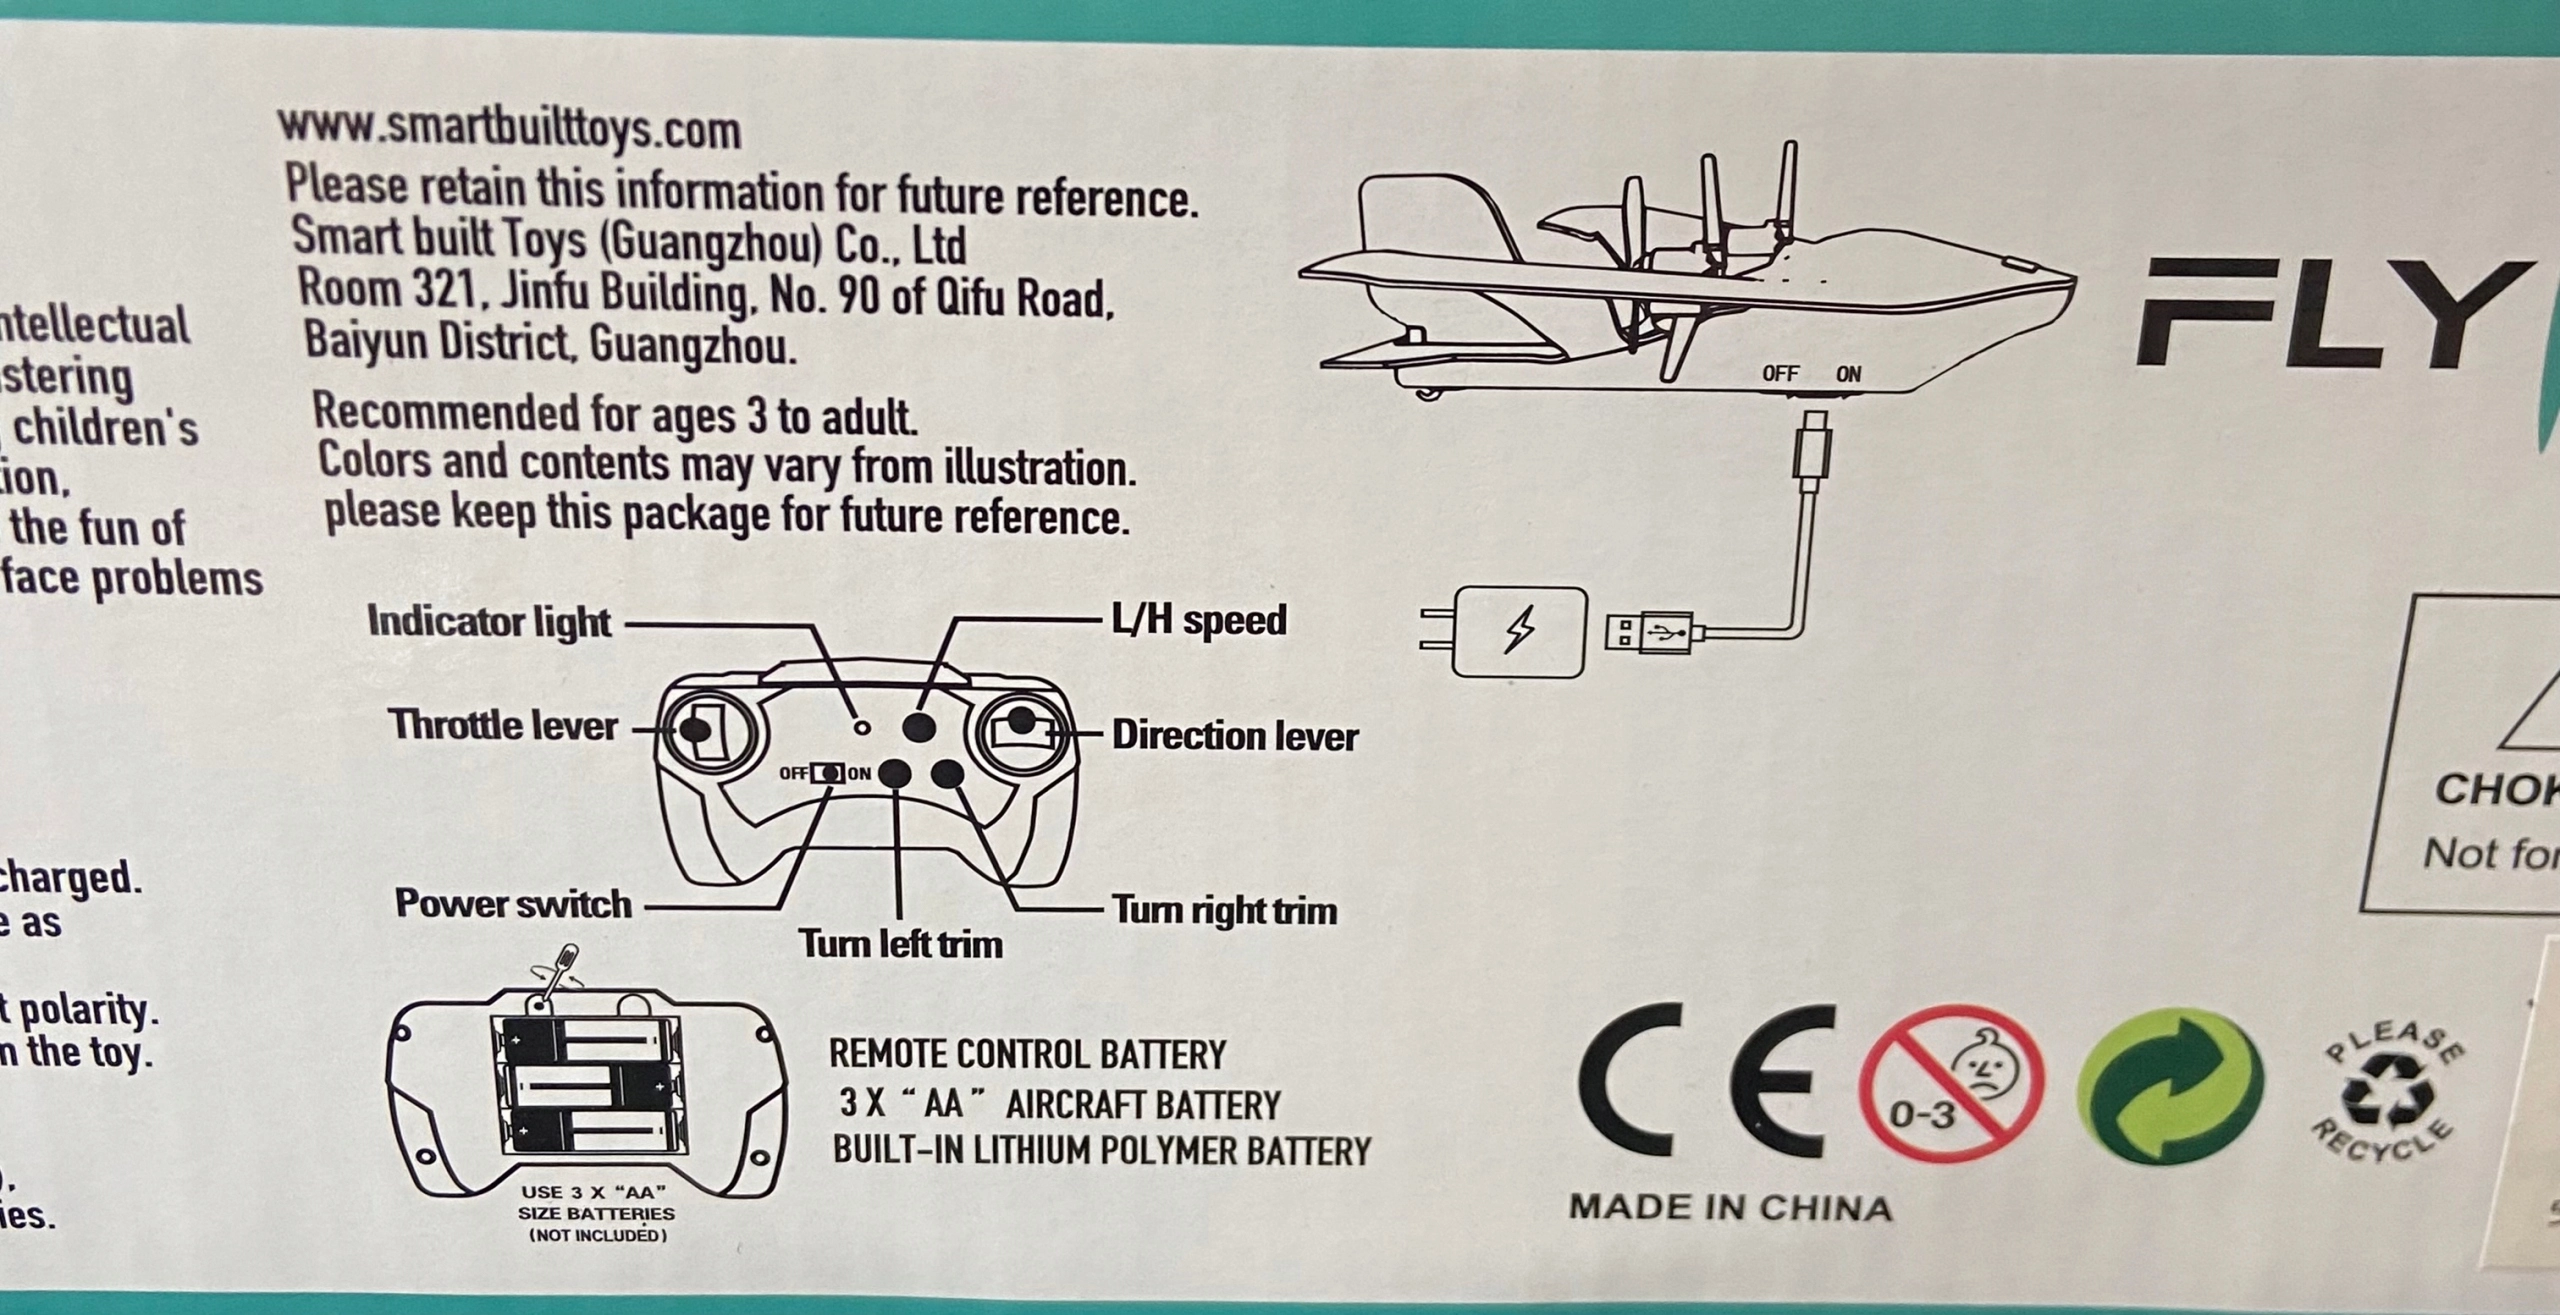 www.smartbuilttoys.com
Please retain this information for future reference.
Smart built Toys (Guangzhou) Co., Ltd
Room 321, Jinfu Building, No. 90 of Qifu Road,
Baiyun District, Guangzhou.
Recommended for ages 3 to adult.
Colors and contents may vary from illustration.
please keep this package for future reference.
children's
the fun of
face problems
charged.
as
polarity.
the toy.
Indicator light
L/H speed
Throttle lever
Direction lever
OFF ON
Power switch
Turn left trim
Turn right trim
USE 3 X “AA”
SIZE BATTERIES
(NOT INCLUDED)
REMOTE CONTROL BATTERY
3 X “AA” AIRCRAFT BATTERY
BUILT-IN LITHIUM POLYMER BATTERY
OFF ON
FLY
Not
CE
0-3
PLEASE
RECYCLE
MADE IN CHINA